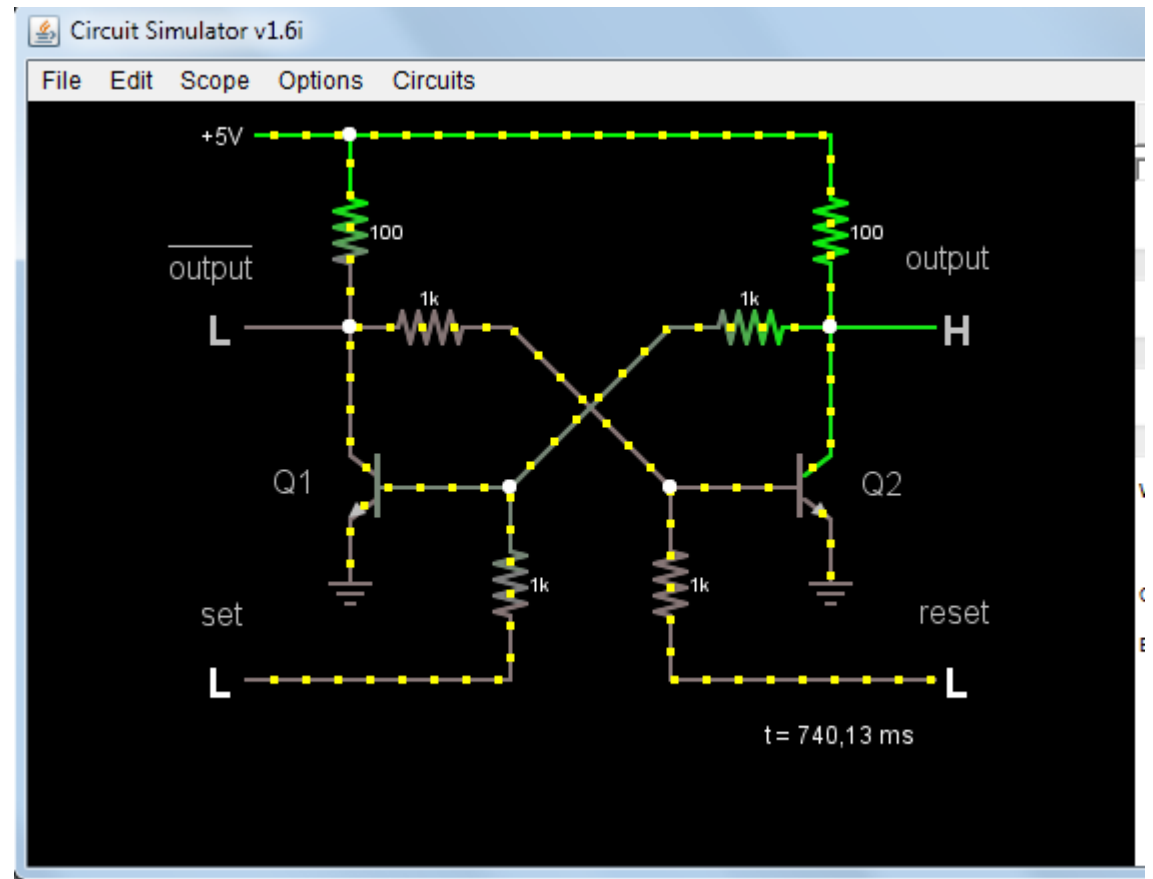 Circuit Simulator v1.6i
File Edit Scope Options Circuits
+5V
100 100
output output
1k 1k
L H
Q1 Q2
1k 1k
set reset
L L
t = 740,13 ms